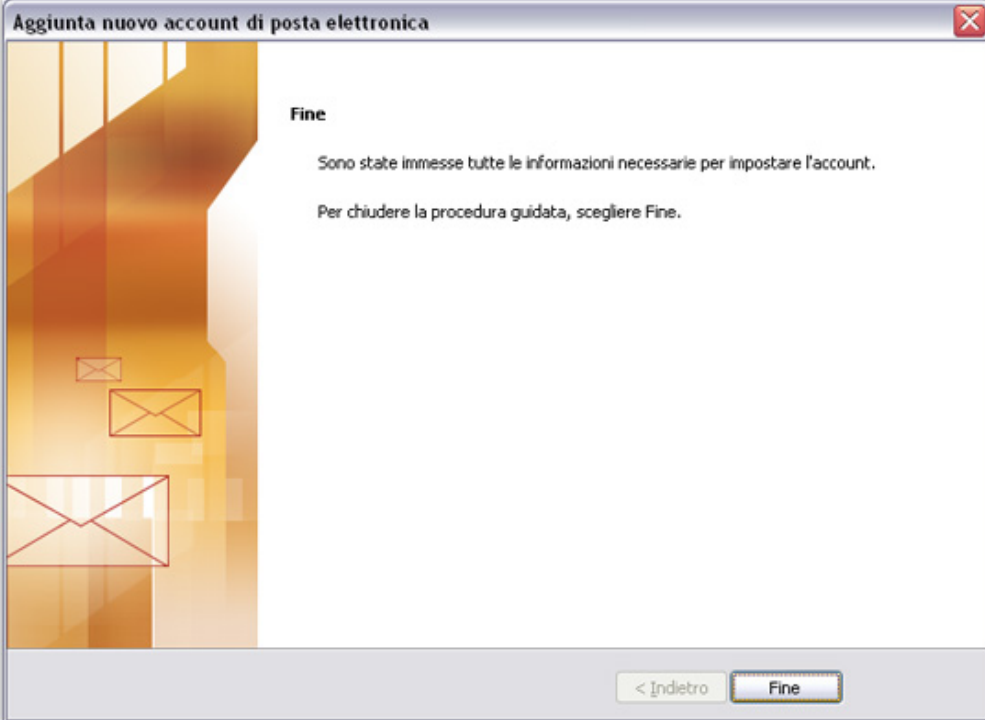 Aggiunta nuovo account di posta elettronica
Fine
Sono state immesse tutte le informazioni necessarie per impostare l'account.
Per chiudere la procedura guidata, scegliere Fine.
< Indietro
Fine